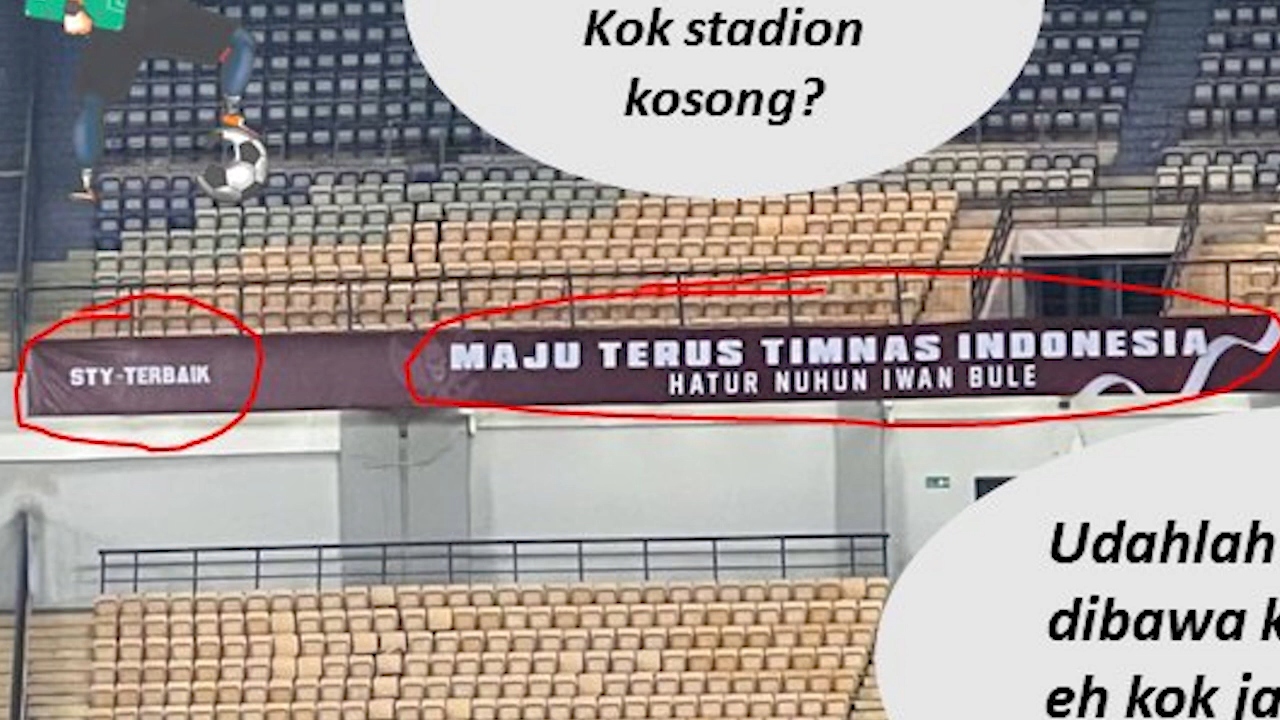 Kok stadion
kosong?
STY-TERBAIK
MAJU TERUS TIMNAS INDONESIA
HATUR NUHUN IWAN BULE
Udahlah
dibawa
eh kok